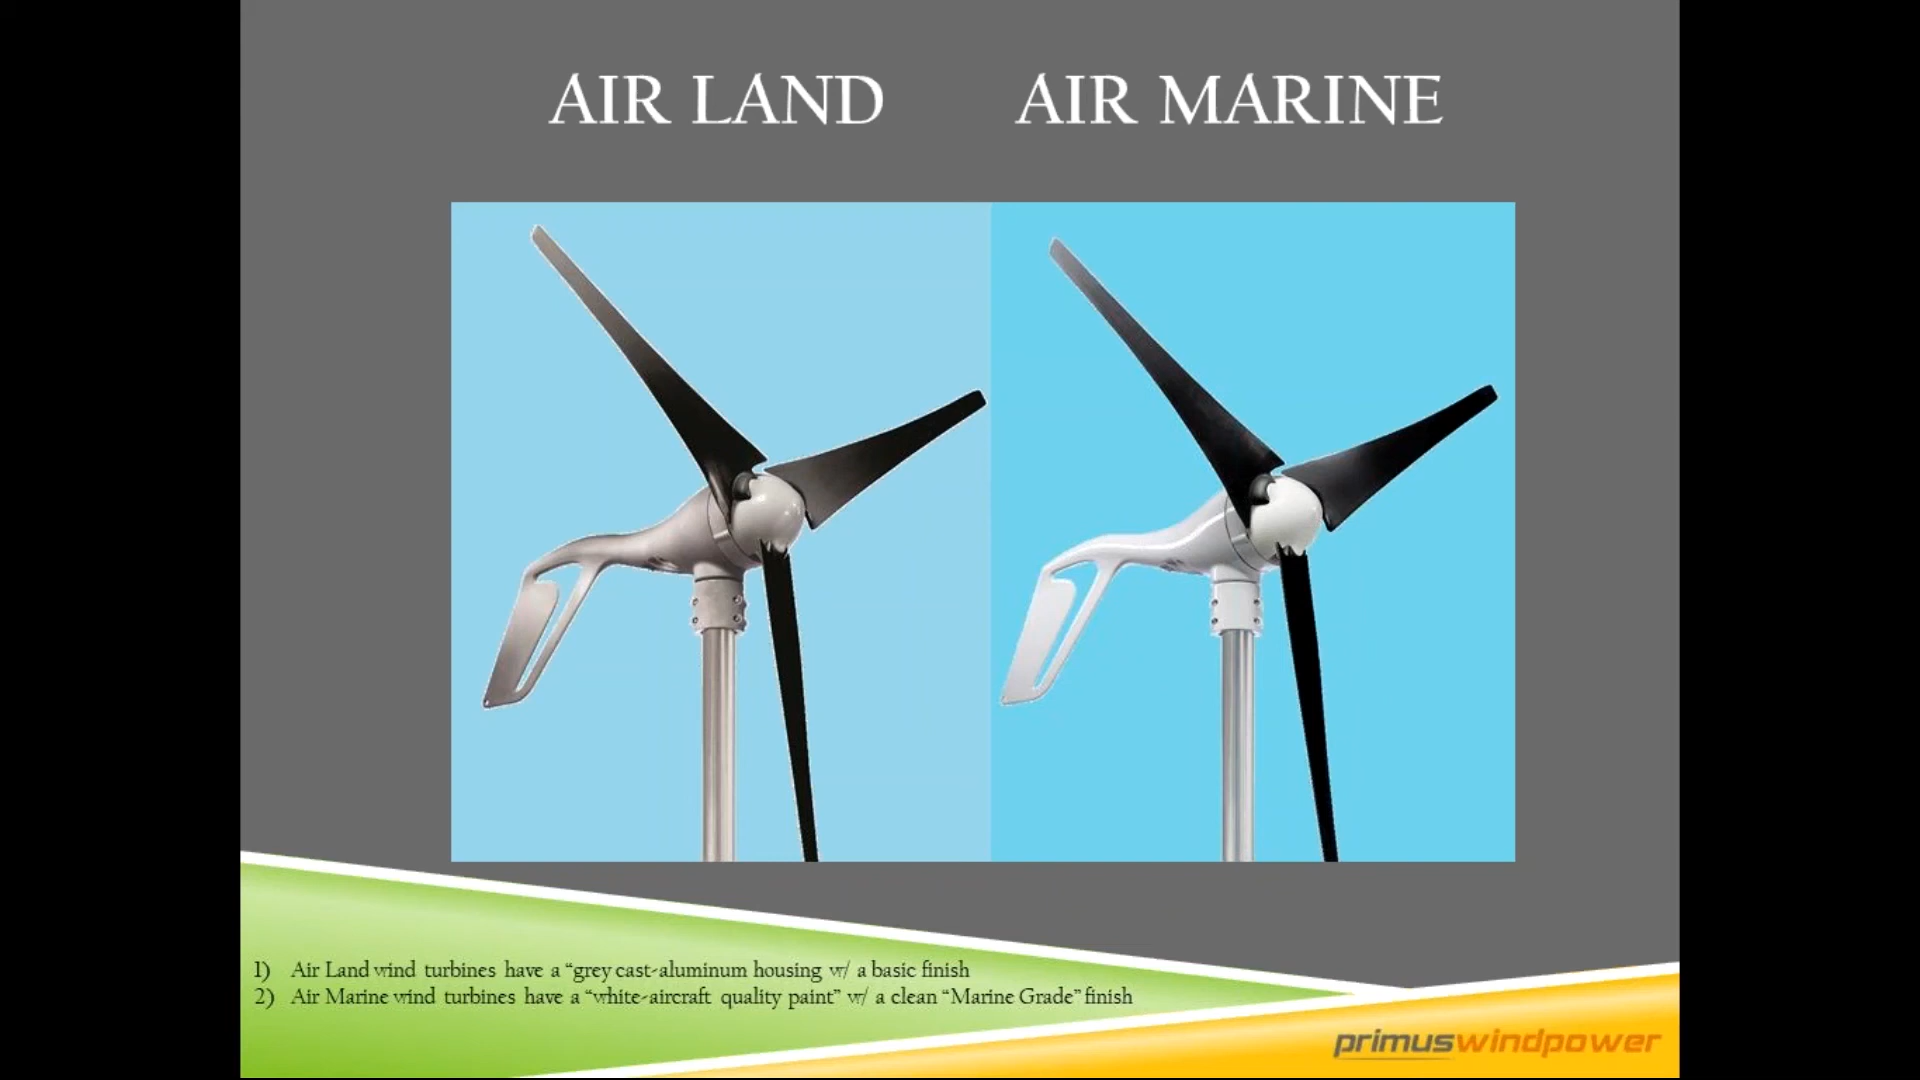 AIR LAND AIR MARINE
1) Air Land wind turbines have a “grey cast-aluminum housing w/ a basic finish
2) Air Marine wind turbines have a “white-aircraft quality paint” w/ a clean “Marine Grade” finish
primuswindpower